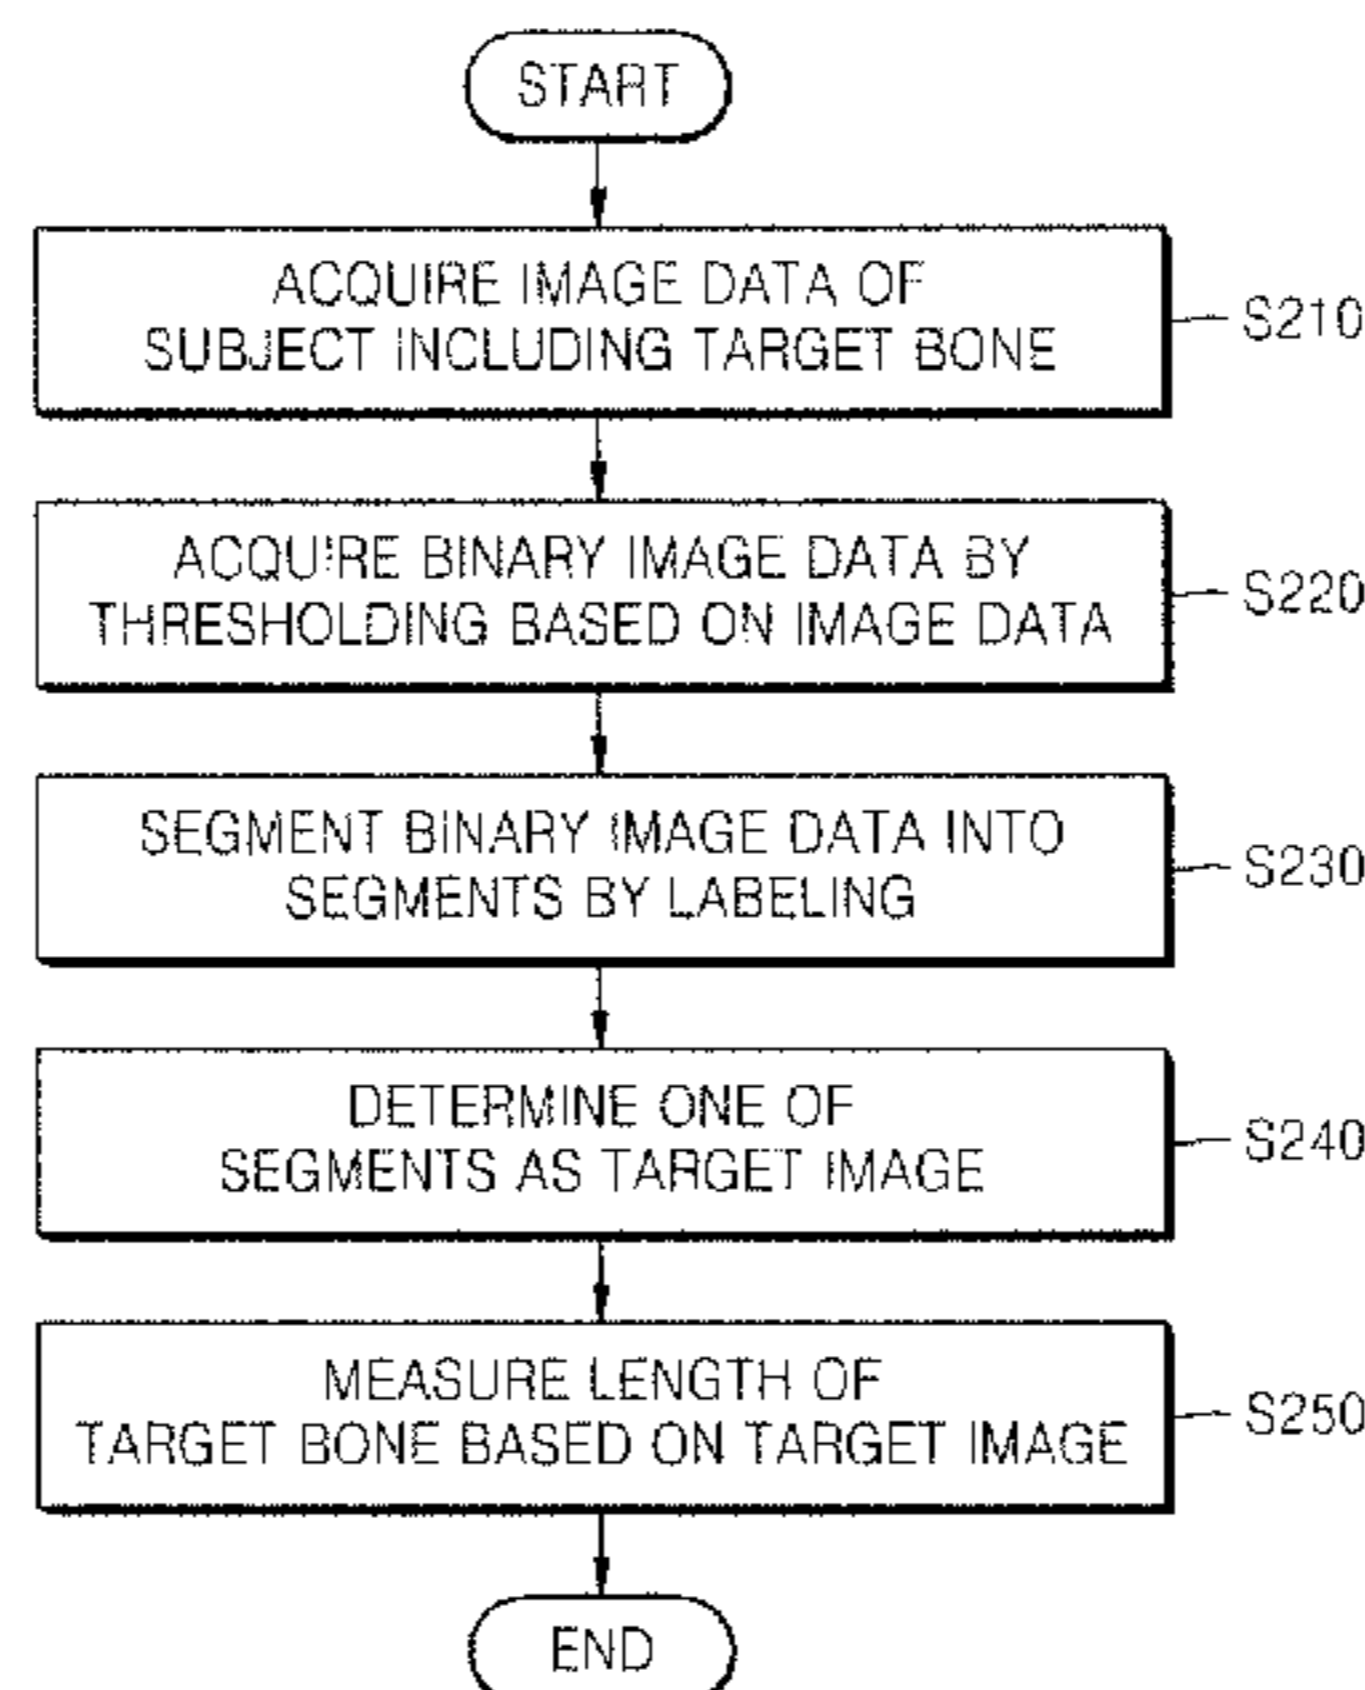 START
ACQUIRE IMAGE DATA OF
SUBJECT INCLUDING TARGET BONE
S210
ACQUIRE BINARY IMAGE DATA BY
THRESHOLDING BASED ON IMAGE DATA
S220
SEGMENT BINARY IMAGE DATA INTO
SEGMENTS BY LABELING
S230
DETERMINE ONE OF
SEGMENTS AS TARGET IMAGE
S240
MEASURE LENGTH OF
TARGET BONE BASED ON TARGET IMAGE
S250
END